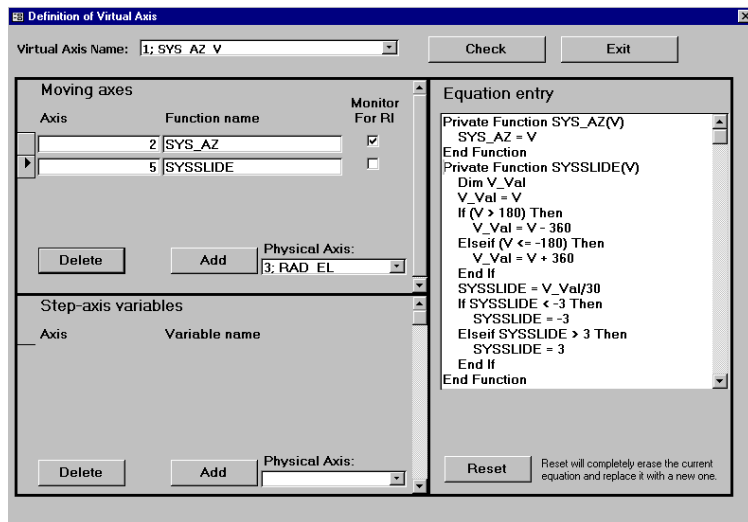 Definition of Virtual Axis
Virtual Axis Name: 1; SYS_AZ_V
Check
Exit
Moving axes
Axis
Function name
Monitor
For RI
2 SYS_AZ
5 SYSSLIDE
Delete
Add
Physical Axis:
3; RAD_EL
Step-axis variables
Axis
Variable name
Delete
Add
Physical Axis:
Equation entry
Private Function SYS_AZ(V)
SYS_AZ = V
End Function
Private Function SYSSLIDE(V)
Dim V_Val
V_Val = V
If (V > 180) Then
V_Val = V - 360
Elseif (V <= -180) Then
V_Val = V + 360
End If
SYSSLIDE = V_Val/30
If SYSSLIDE < -3 Then
SYSSLIDE = -3
Elseif SYSSLIDE > 3 Then
SYSSLIDE = 3
End If
End Function
Reset
Reset will completely erase the current
equation and replace it with a new one.